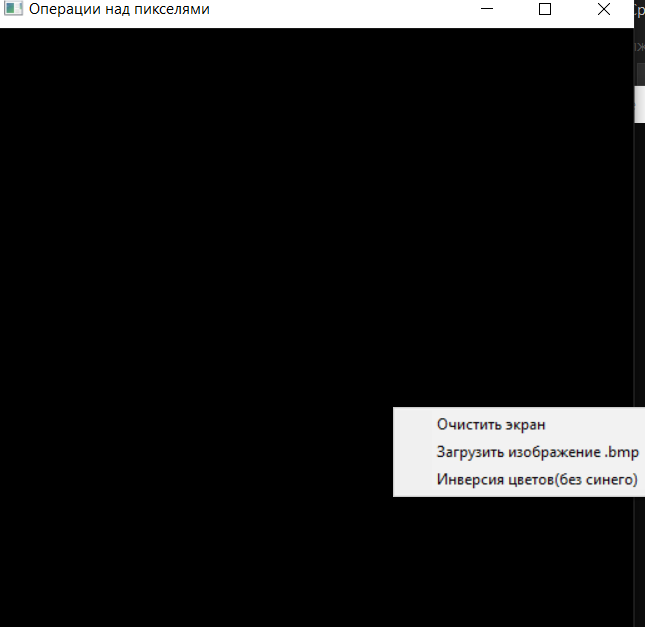 Операции над пикселями
Очистить экран
Загрузить изображение .bmp
Инверсия цветов(без синего)